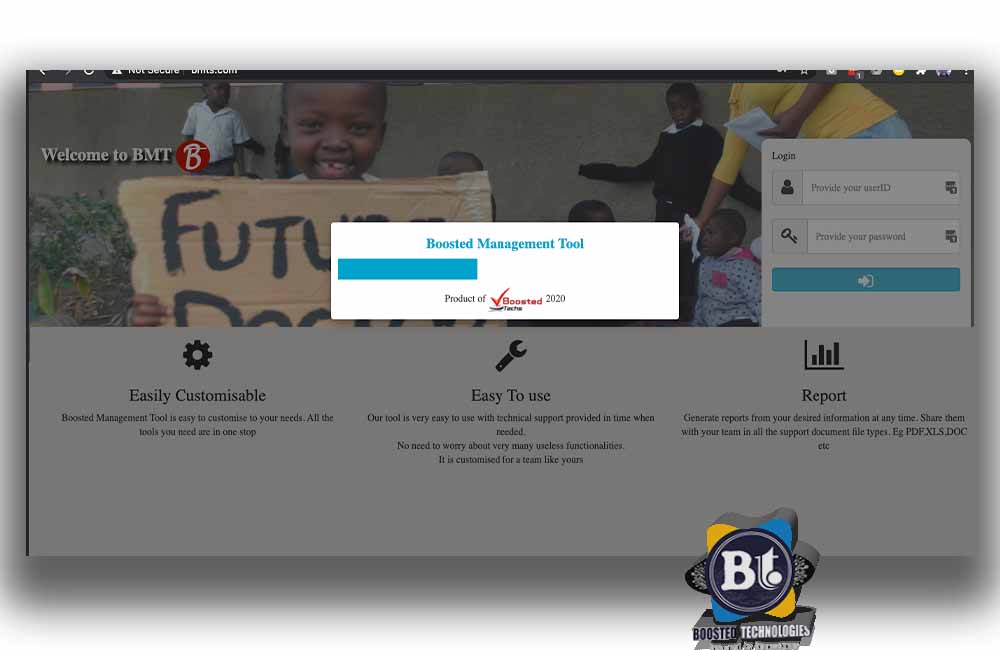 Not Secure
bmts.com
Welcome to BMT B
Login
Provide your userID
Provide your password
FUTURE
Boosted Management Tool
Product of Boosted Techs 2020
Easily Customisable
Boosted Management Tool is easy to customise to your needs. All the
tools you need are in one stop
Easy To use
Our tool is very easy to use with technical support provided in time when
needed.
No need to worry about very many useless functionalities.
It is customised for a team like yours
Report
Generate reports from your desired information at any time. Share them
with your team in all the support document file types. Eg PDF,XLS,DOC
etc
Bt
BOOSTED TECHNOLOGIES